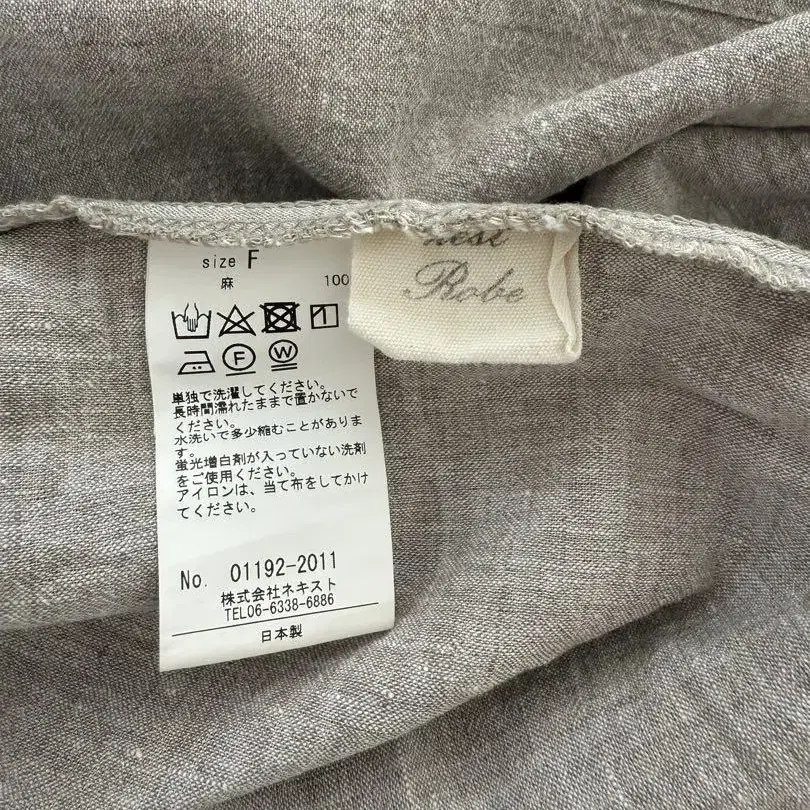 size F
麻 100
F W
単独で洗濯してください。
長時間濡れたままで置かないで
ください。
水洗いで多少縮むことがありま
す。
蛍光増白剤が入っていない洗剤
をご使用ください。
アイロンは、当て布をしてかけ
てください。
No. 01192-2011
株式会社ネキスト
TEL06-6338-6886
日本製
Robe